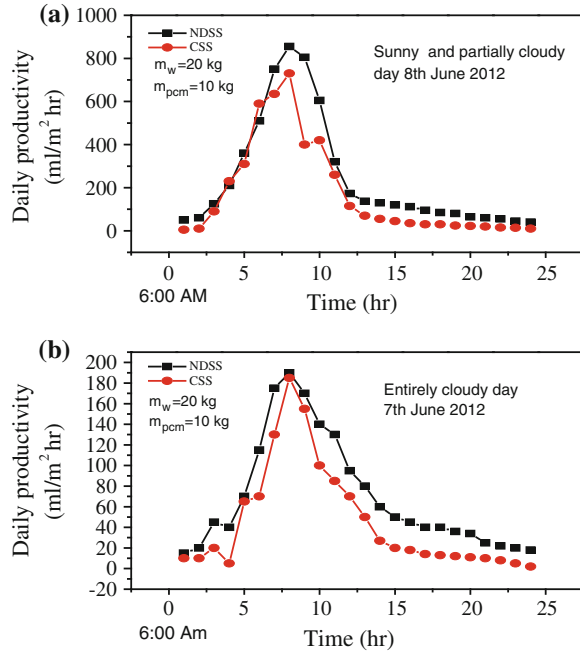 (a)
1000
800
600
400
200
0
Daily productivity
(ml/m² hr)
NDSS
CSS
m_w=20 kg
m_pcm=10 kg
Sunny and partially cloudy
day 8th June 2012
0 5 10 15 20 25
6:00 AM
Time (hr)
(b)
200
180
160
140
120
100
80
60
40
20
0
-20
Daily productivity
(ml/m² hr)
NDSS
CSS
m_w=20 kg
m_pcm=10 kg
Entirely cloudy day
7th June 2012
0 5 10 15 20 25
6:00 Am
Time (hr)